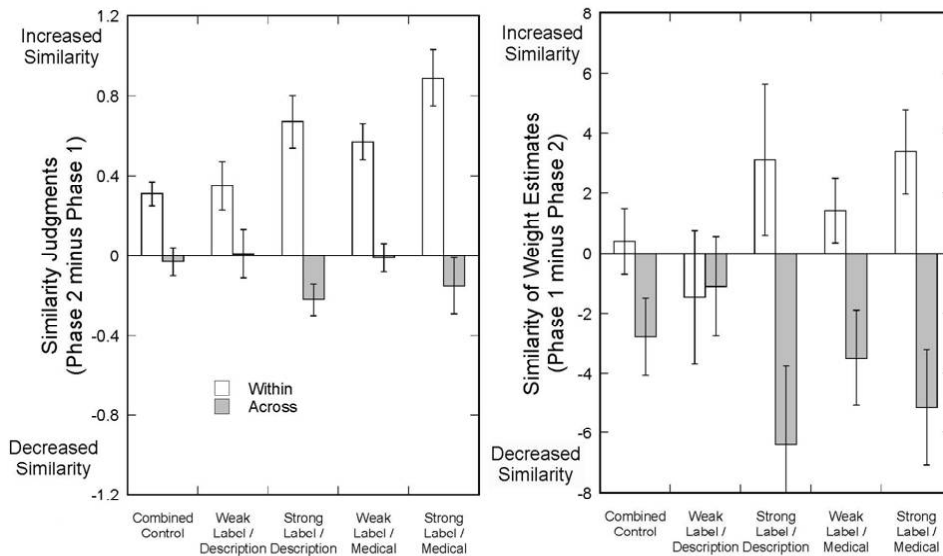 1.2
Increased
Similarity
0.8
0.4
0
-0.4
-0.8
-1.2
Decreased
Similarity
Similarity Judgments
(Phase 2 minus Phase 1)
Within
Across
Combined
Control
Weak
Label /
Description
Strong
Label /
Description
Weak
Label /
Medical
Strong
Label /
Medical
8
Increased
Similarity
6
4
2
0
-2
-4
-6
-8
Decreased
Similarity
Similarity of Weight Estimates
(Phase 1 minus Phase 2)
Combined
Control
Weak
Label /
Description
Strong
Label /
Description
Weak
Label /
Medical
Strong
Label /
Medical